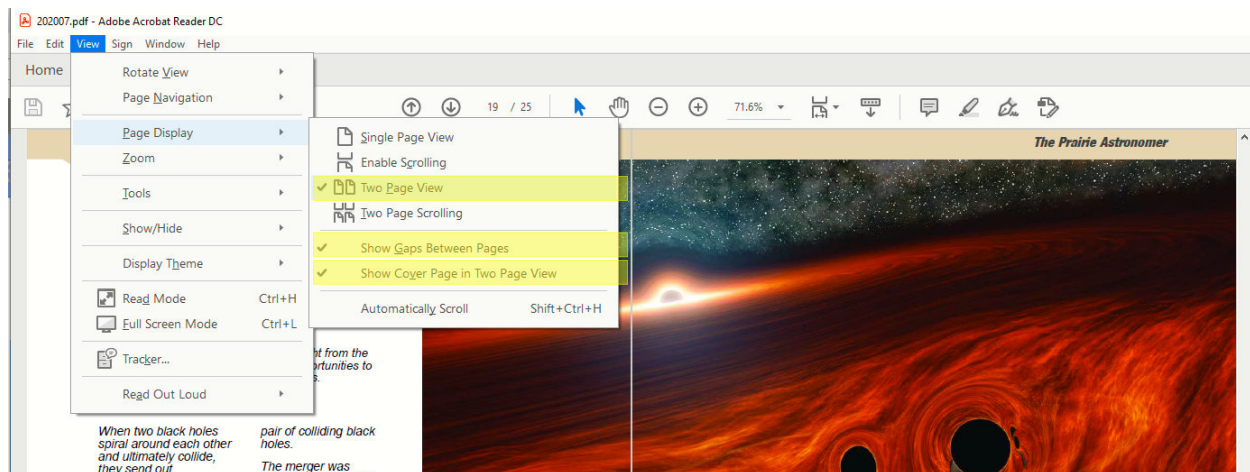 202007.pdf - Adobe Acrobat Reader DC
File Edit View Sign Window Help
Home
19 / 25 71.6%
Rotate View
Page Navigation
Page Display
Zoom
Tools
Show/Hide
Display Theme
Read Mode Ctrl+H
Full Screen Mode Ctrl+L
Tracker...
Read Out Loud
Single Page View
Enable Scrolling
Two Page View
Two Page Scrolling
Show Gaps Between Pages
Show Cover Page in Two Page View
Automatically Scroll Shift+Ctrl+H
The Prairie Astronomer
from the
to
When two black holes
spiral around each other
and ultimately collide,
they send out
pair of colliding black
holes.
The merger was